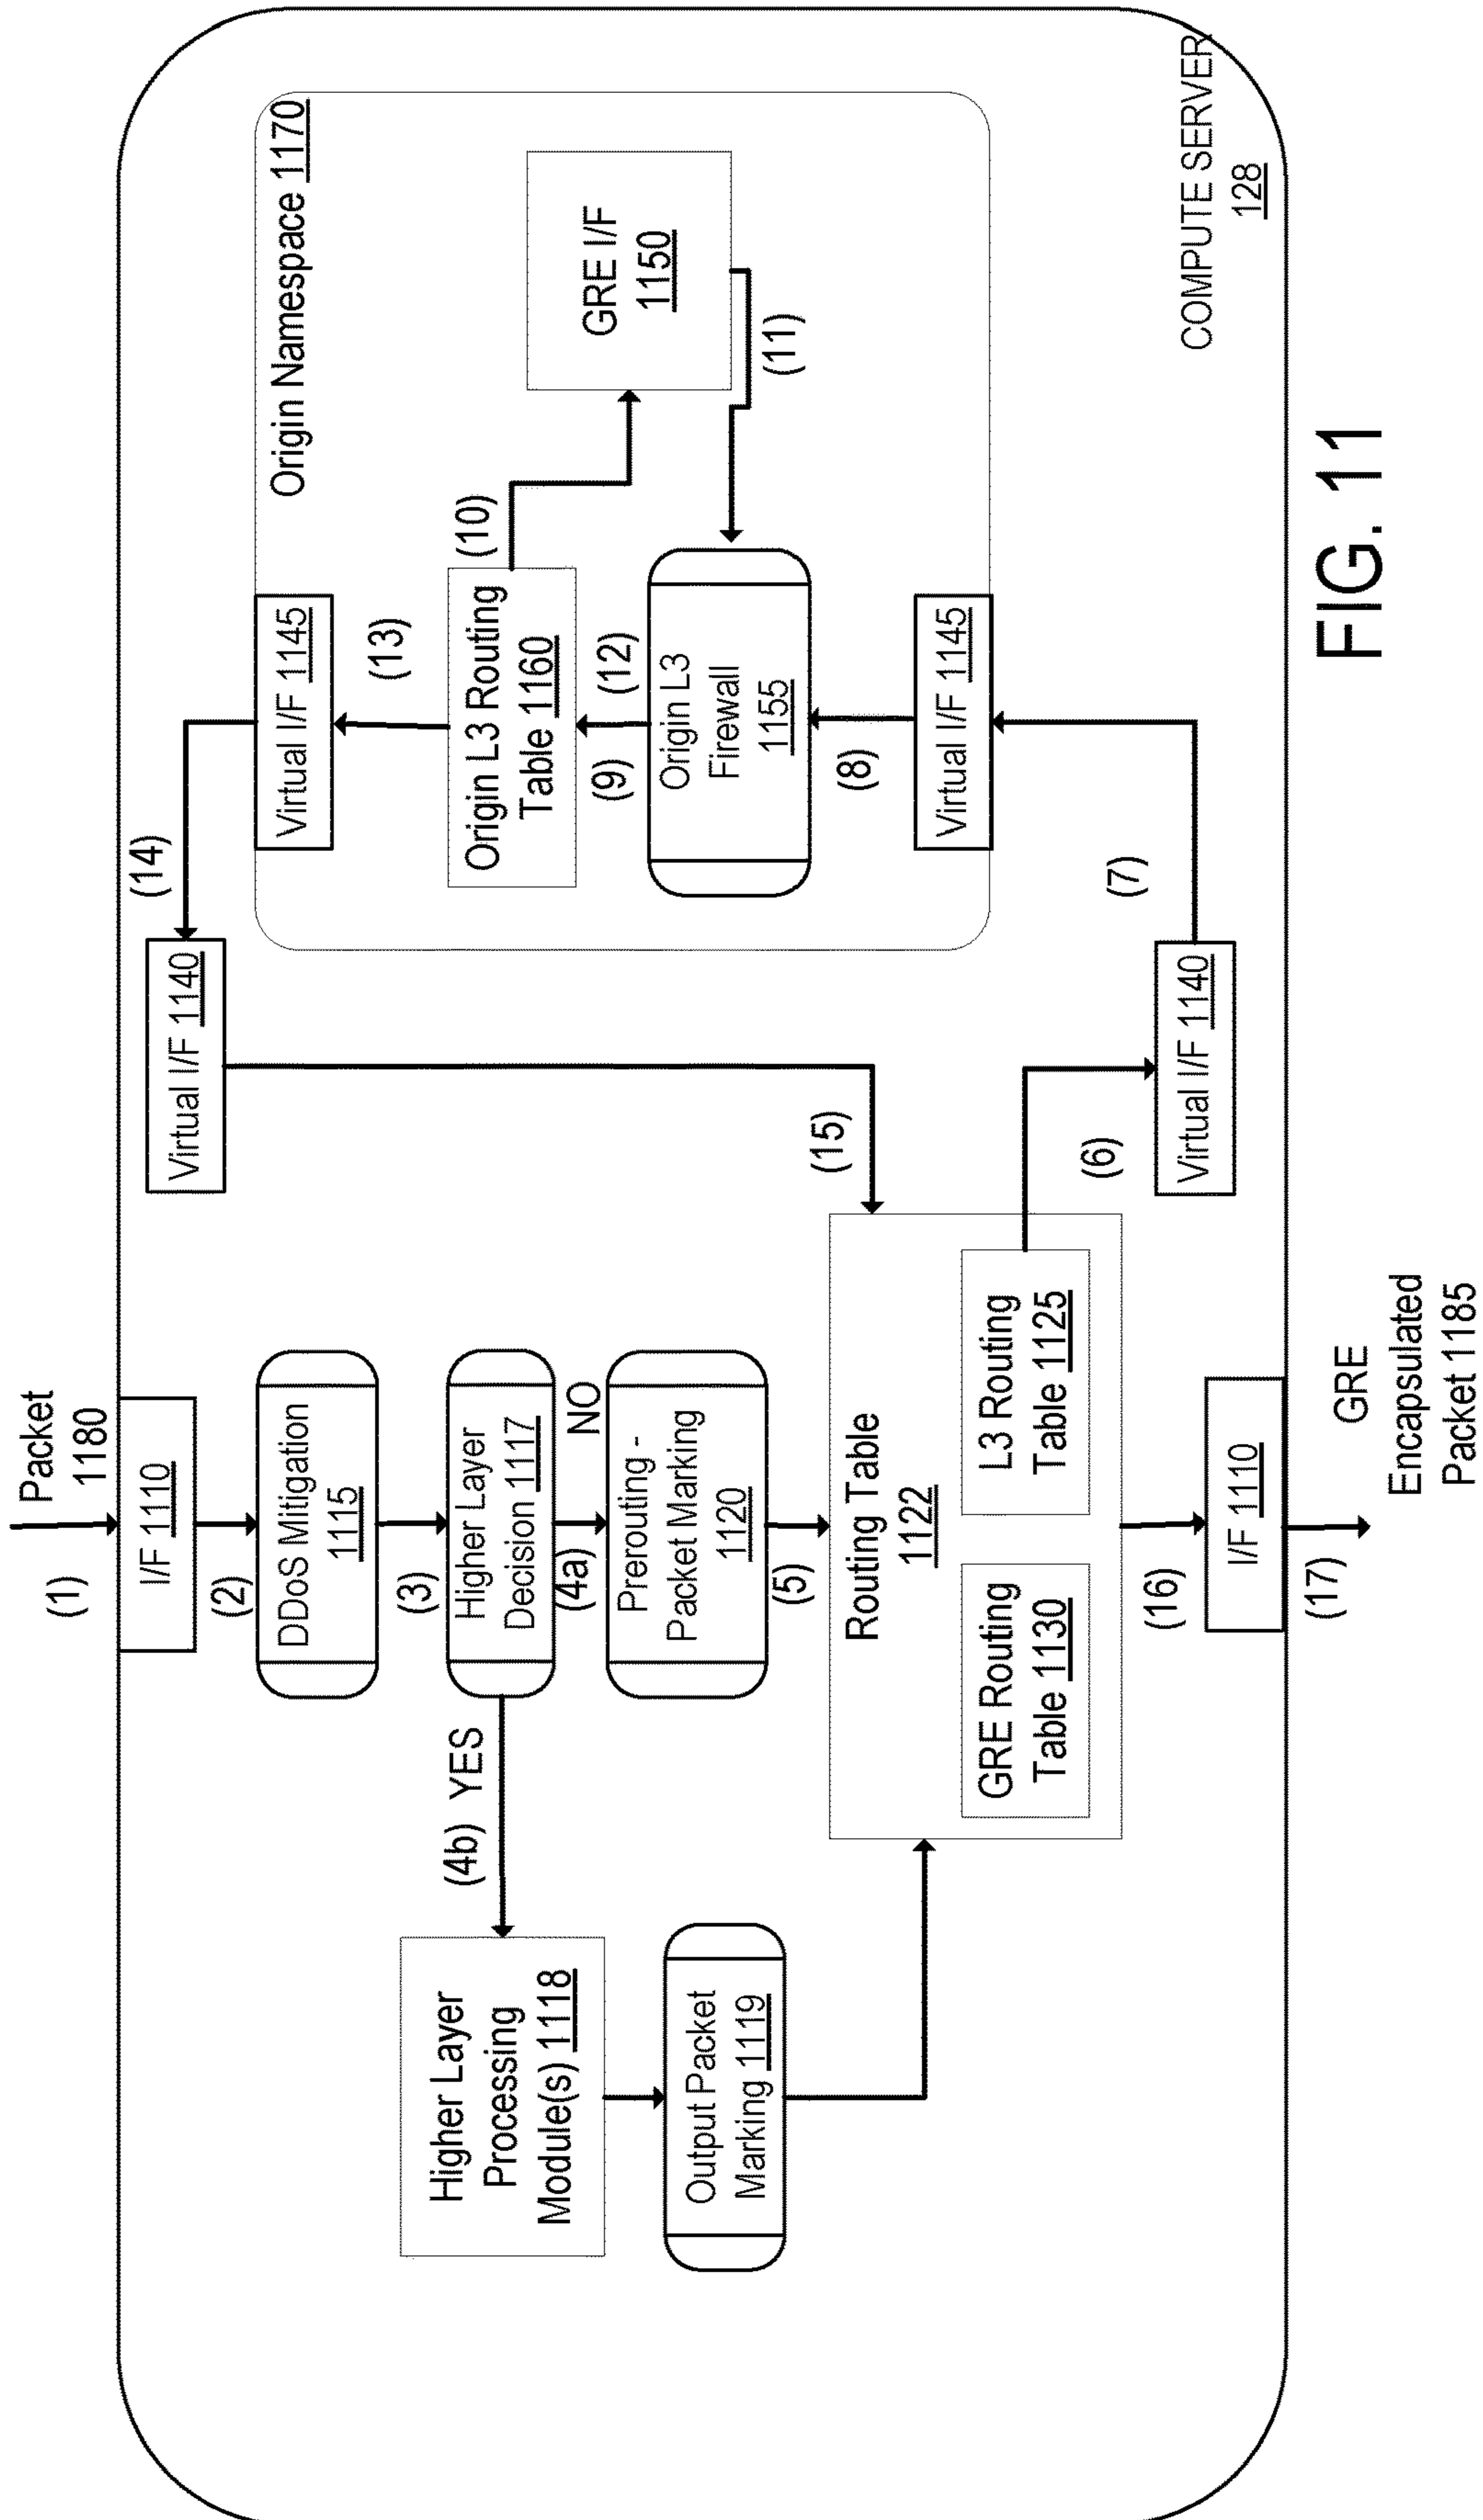 Packet
1180
(1)
I/F 1110
(2)
DDoS Mitigation
1115
(3)
Higher Layer
Decision 1117
(4a)
NO
(4b) YES
Higher Layer
Processing
Module(s) 1118
Output Packet
Marking 1119
Prerouting -
Packet Marking
1120
(5)
Routing Table
1122
GRE Routing
Table 1130
L3 Routing
Table 1125
(6)
Virtual I/F 1140
(7)
Virtual I/F 1145
(8)
Origin L3
Firewall
1155
(9)
(12)
Origin L3 Routing
Table 1160
(10)
GRE I/F
1150
(11)
(13)
Virtual I/F 1145
Origin Namespace 1170
(14)
Virtual I/F 1140
(15)
(16)
I/F 1110
(17)
GRE
Encapsulated
Packet 1185
COMPUTE SERVER
128
FIG. 11